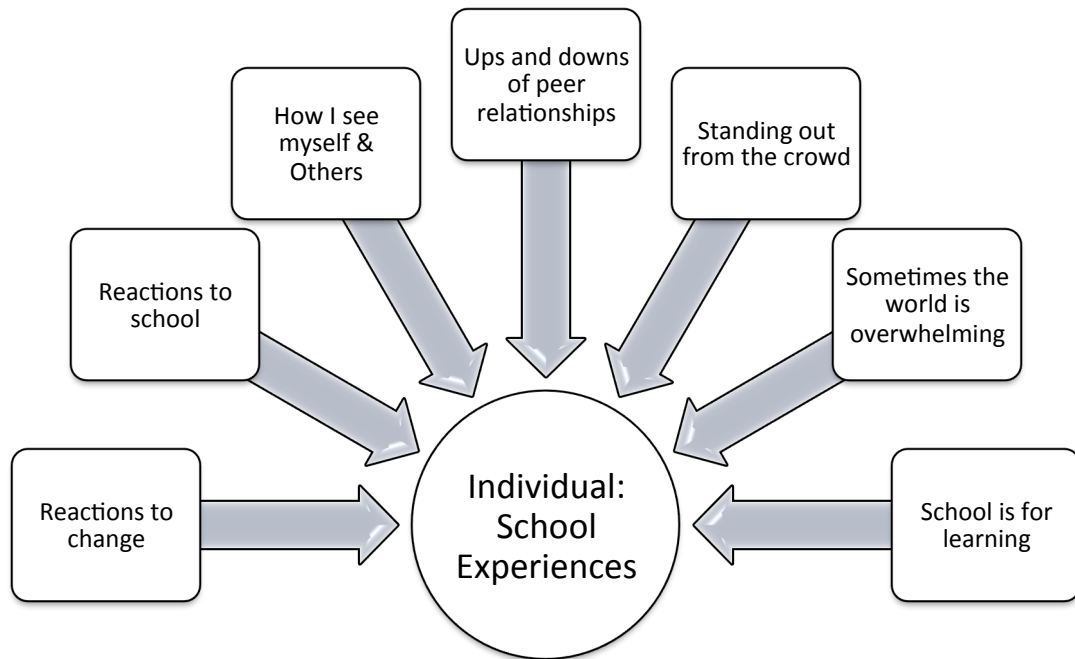 Ups and downs
of peer
relationships
How I see
myself &
Others
Standing out
from the crowd
Reactions to
school
Sometimes the
world is
overwhelming
Reactions to
change
Individual:
School
Experiences
School is for
learning